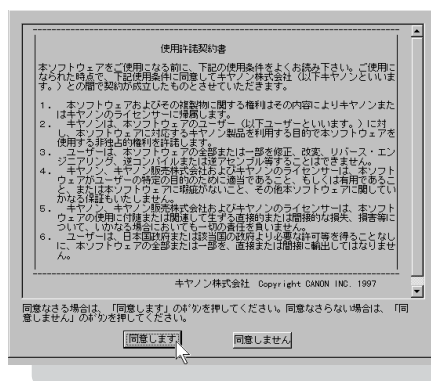 使用許諾契約書
本ソフトウェアをご使用になる前に、下記の使用条件をよくお読み下さい。ご使用に
なられた時点で、下記使用条件に同意してキヤノン株式会社（以下キヤノンといいま
す。）との間で契約が成立したものとさせていただきます。
1. 本ソフトウェアおよびその複製物に関する権利はその内容によりキヤノンまた
はキヤノンのライセンサーに帰属します。
2. キヤノンは、本ソフトウェアのユーザー（以下ユーザーといいます。）に対
し、本ソフトウェアに対応するキヤノン製品を利用する目的で本ソフトウェアを
使用する非独占的権利を許諾します。
3. ユーザーは、本ソフトウェアの全部または一部を修正、改変、リバース・エン
ジニアリング、逆コンパイルまたは逆アセンブル等することはできません。
4. キヤノン、キヤノン販売株式会社およびキヤノンのライセンサーは、本ソフト
ウェアがユーザーの特定の目的のために適当であること、もしくは有用であるこ
と、または本ソフトウェアに瑕疵がないこと、その他本ソフトウェアに関してい
かなる保証もいたしません。
5. キヤノン、キヤノン販売株式会社およびキヤノンのライセンサーは、本ソフト
ウェアの使用に付随または関連して生ずる直接的または間接的な損失、損害等に
ついて、いかなる場合においても一切の責任を負いません。
6. ユーザーは、日本国政府または該当国の政府より必要な許可等を得ることなし
に、本ソフトウェアの全部または一部を、直接または間接に輸出してはなりませ
ん。
キヤノン株式会社 Copyright CANON INC. 1997
同意なさる場合は、「同意します」のﾎﾞﾀﾝを押してください。同意なさらない場合は、「同
意しません」のﾎﾞﾀﾝを押してください。
同意します
同意しません